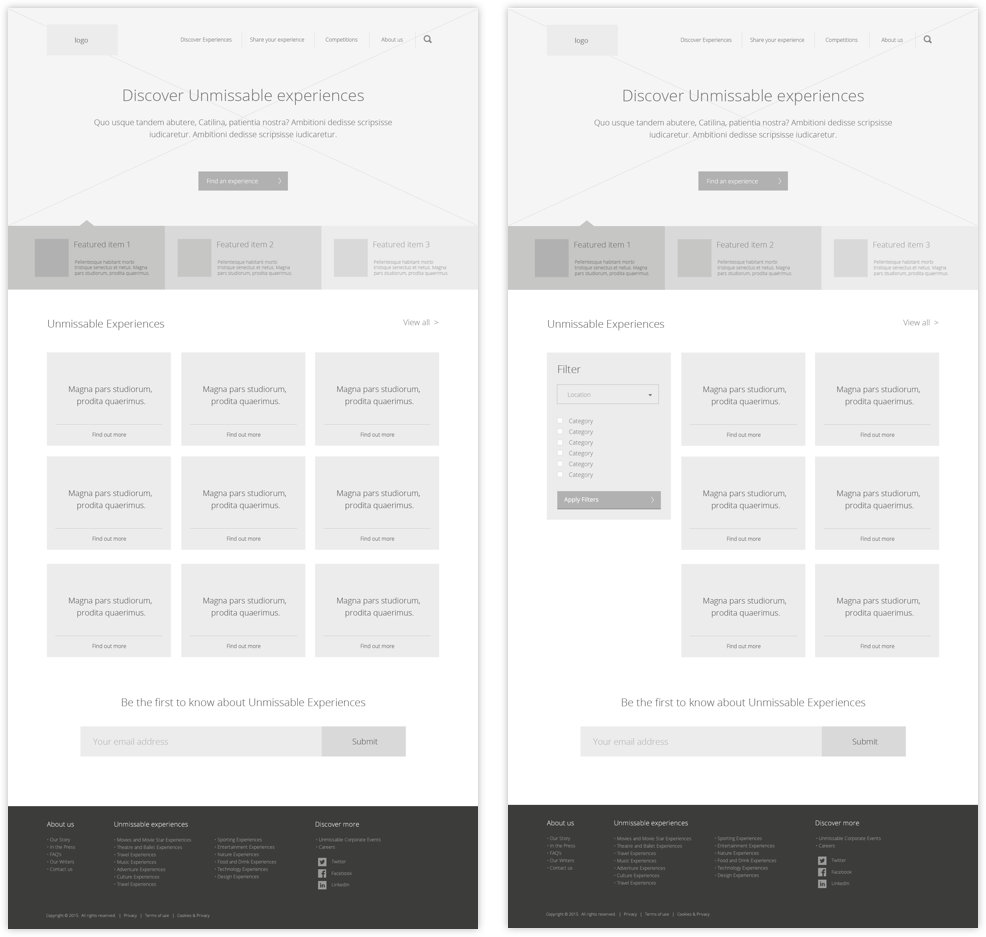 logo
Discover Experiences
Share your experience
Competitions
About us
Discover Unmissable experiences
Quo usque tandem abutere, Catilina, patientia nostra? Ambitioni dedisse scripsisse
iudicaretur. Ambitioni dedisse scripsisse iudicaretur.
Find an experience
Featured item 1
Pellentesque habitant morbi
tristique senectus et netus. Magna
pars studiorum, prodita quaerimus.
Featured item 2
Pellentesque habitant morbi
tristique senectus et netus. Magna
pars studiorum, prodita quaerimus.
Featured item 3
Pellentesque habitant morbi
tristique senectus et netus. Magna
pars studiorum, prodita quaerimus.
Unmissable Experiences
View all >
Magna pars studiorum,
prodita quaerimus.
Find out more
Magna pars studiorum,
prodita quaerimus.
Find out more
Magna pars studiorum,
prodita quaerimus.
Find out more
Magna pars studiorum,
prodita quaerimus.
Find out more
Magna pars studiorum,
prodita quaerimus.
Find out more
Magna pars studiorum,
prodita quaerimus.
Find out more
Magna pars studiorum,
prodita quaerimus.
Find out more
Magna pars studiorum,
prodita quaerimus.
Find out more
Magna pars studiorum,
prodita quaerimus.
Find out more
Be the first to know about Unmissable Experiences
Your email address
Submit
About us
· Our Story
· In the Press
· FAQ's
· Our Writers
· Contact us
Unmissable experiences
· Movies and Movie Star Experiences
· Theatre and Ballet Experiences
· Travel Experiences
· Music Experiences
· Adventure Experiences
· Culture Experiences
· Travel Experiences
· Sporting Experiences
· Entertainment Experiences
· Nature Experiences
· Food and Drink Experiences
· Technology Experiences
· Design Experiences
Discover more
· Unmissable Corporate Events
· Careers
Twitter
Facebook
LinkedIn
Copyright © 2015. All rights reserved. | Privacy | Terms of use | Cookies & Privacy
logo
Discover Experiences
Share your experience
Competitions
About us
Discover Unmissable experiences
Quo usque tandem abutere, Catilina, patientia nostra? Ambitioni dedisse scripsisse
iudicaretur. Ambitioni dedisse scripsisse iudicaretur.
Find an experience
Featured item 1
Pellentesque habitant morbi
tristique senectus et netus. Magna
pars studiorum, prodita quaerimus.
Featured item 2
Pellentesque habitant morbi
tristique senectus et netus. Magna
pars studiorum, prodita quaerimus.
Featured item 3
Pellentesque habitant morbi
tristique senectus et netus. Magna
pars studiorum, prodita quaerimus.
Unmissable Experiences
View all >
Filter
Location
Category
Category
Category
Category
Category
Category
Apply Filters
Magna pars studiorum,
prodita quaerimus.
Find out more
Magna pars studiorum,
prodita quaerimus.
Find out more
Magna pars studiorum,
prodita quaerimus.
Find out more
Magna pars studiorum,
prodita quaerimus.
Find out more
Magna pars studiorum,
prodita quaerimus.
Find out more
Magna pars studiorum,
prodita quaerimus.
Find out more
Be the first to know about Unmissable Experiences
Your email address
Submit
About us
· Our Story
· In the Press
· FAQ's
· Our Writers
· Contact us
Unmissable experiences
· Movies and Movie Star Experiences
· Theatre and Ballet Experiences
· Travel Experiences
· Music Experiences
· Adventure Experiences
· Culture Experiences
· Travel Experiences
· Sporting Experiences
· Entertainment Experiences
· Nature Experiences
· Food and Drink Experiences
· Technology Experiences
· Design Experiences
Discover more
· Unmissable Corporate Events
· Careers
Twitter
Facebook
LinkedIn
Copyright © 2015. All rights reserved. | Privacy | Terms of use | Cookies & Privacy